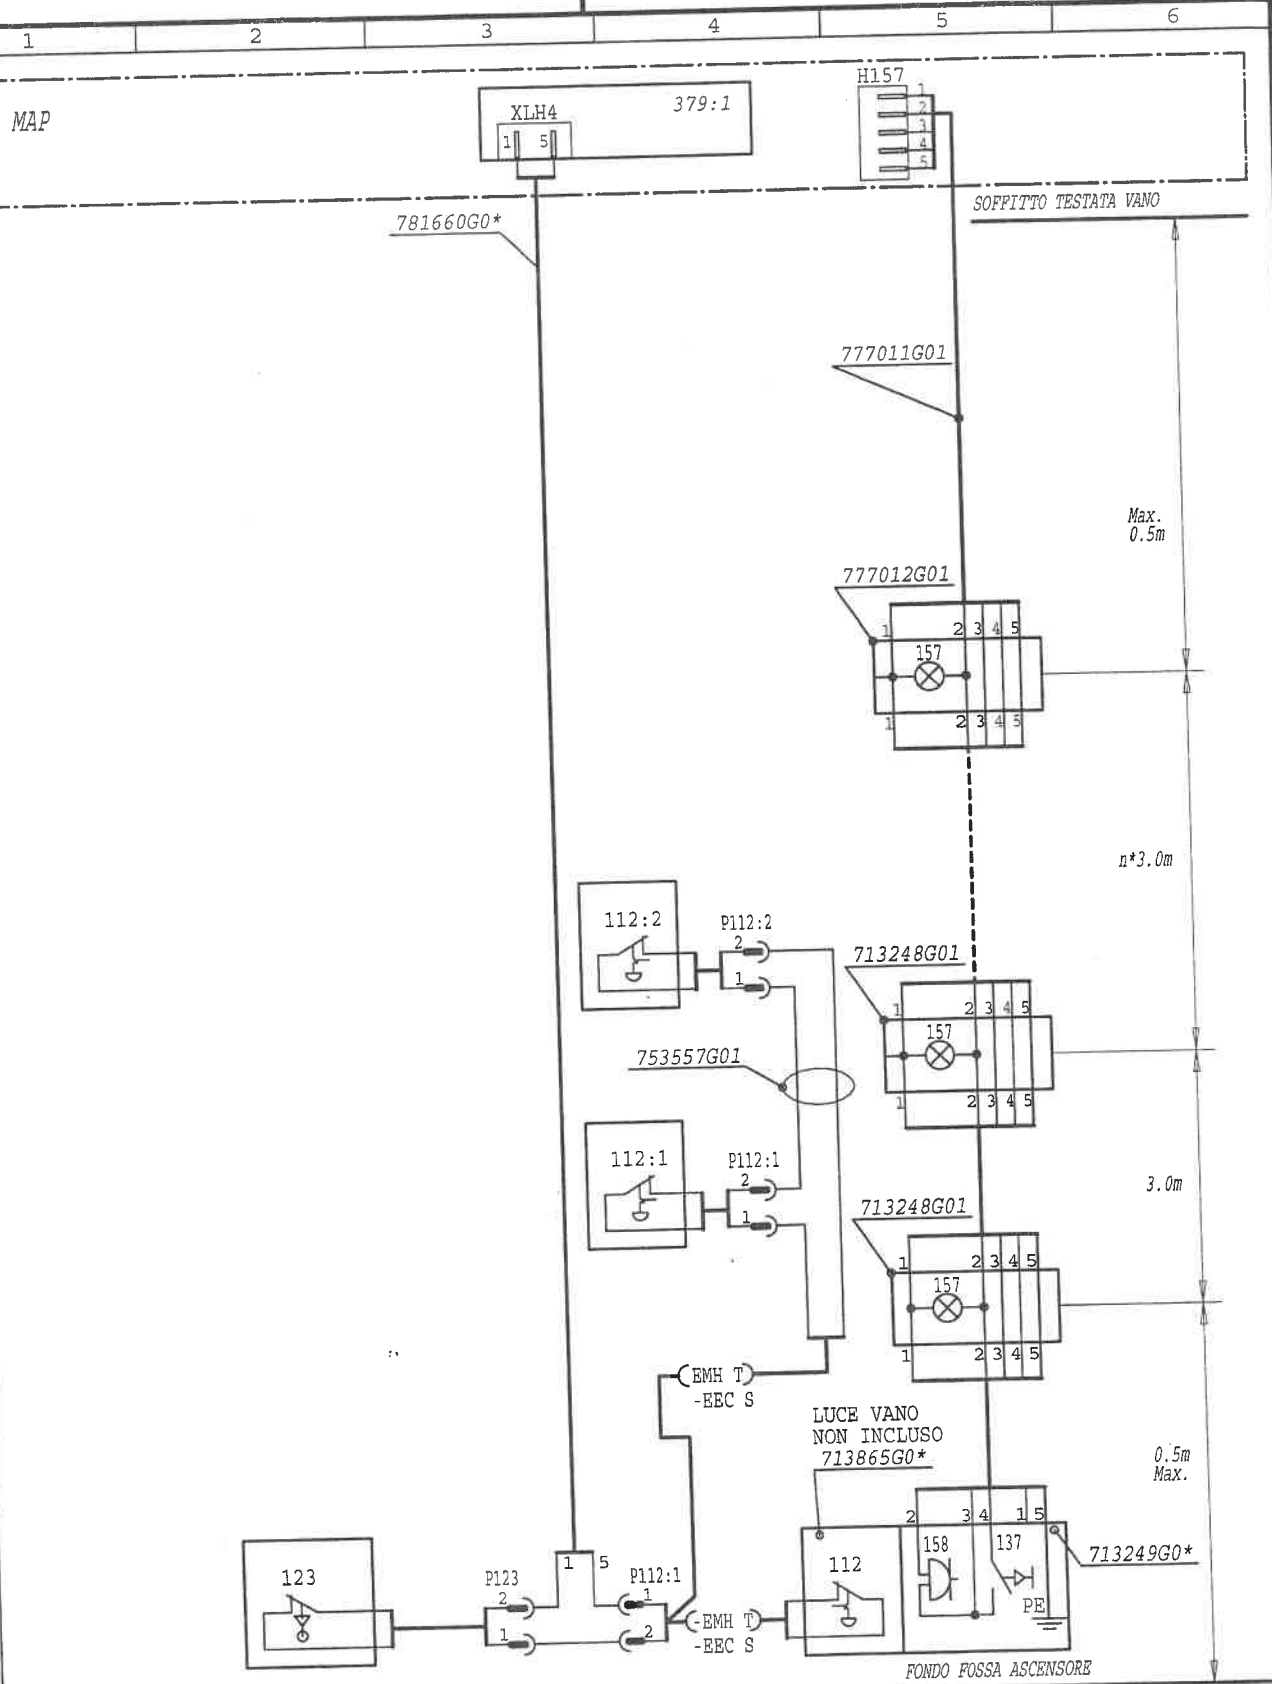 1 2 3 4 5 6
MAP
XLH4 379:1
1 5
H157
1
2
3
4
5
SOFFITTO TESTATA VANO
781660G0*
777011G01
Max.
0.5m
777012G01
1 2 3 4 5
157
1 2 3 4 5
n*3.0m
112:2
P112:2
2
1
713248G01
1 2 3 4 5
157
1 2 3 4 5
753557G01
112:1
P112:1
2
1
3.0m
713248G01
1 2 3 4 5
157
1 2 3 4 5
EMH T
-EEC S
LUCE VANO
NON INCLUSO
713865G0*
0.5m
Max.
2 3 4 1 5
158 137
PE
713249G0*
112
123
P123
2
1
1 5
P112:1
1
2
-EMH T
-EEC S
FONDO FOSSA ASCENSORE